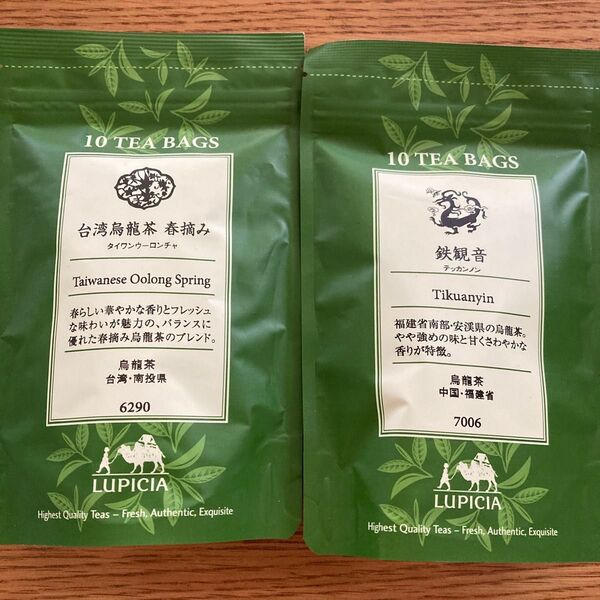 10 TEA BAGS
台湾烏龍茶 春摘み
タイワンウーロンチャ
Taiwanese Oolong Spring
春らしい華やかな香りとフレッシュ
な味わいが魅力の、バランスに
優れた春摘み烏龍茶のブレンド。
烏龍茶
台湾・南投県
6290
LUPICIA
Highest Quality Teas – Fresh, Authentic, Exquisite
10 TEA BAGS
鉄観音
テッカンノン
Tikuanyin
福建省南部・安渓県の烏龍茶。
やや強めの味と甘くさわやかな
香りが特徴。
烏龍茶
中国・福建省
7006
LUPICIA
Highest Quality Teas – Fresh, Authentic, Exquisite